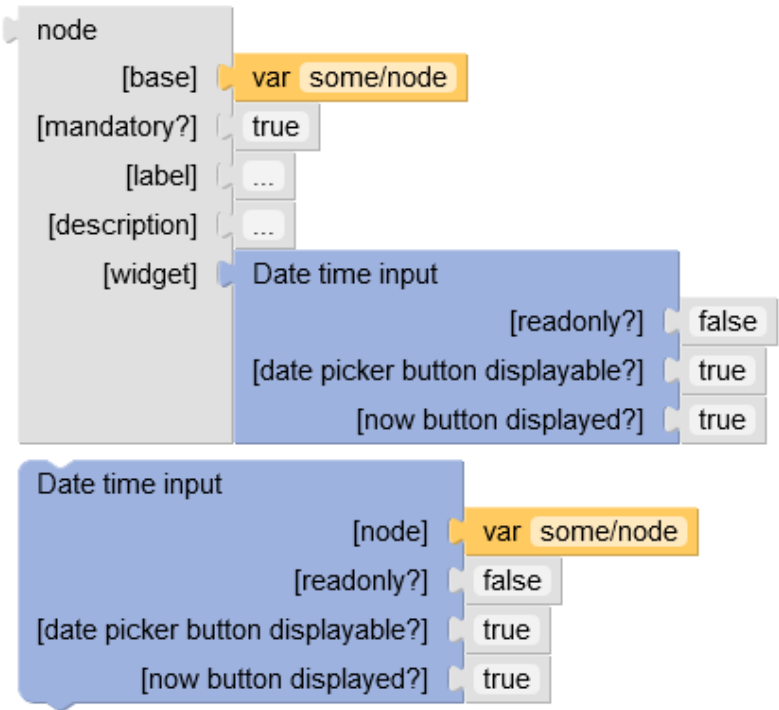 node
[base] var some/node
[mandatory?] true
[label] ...
[description] ...
[widget] Date time input
[readonly?] false
[date picker button displayable?] true
[now button displayed?] true
Date time input
[node] var some/node
[readonly?] false
[date picker button displayable?] true
[now button displayed?] true